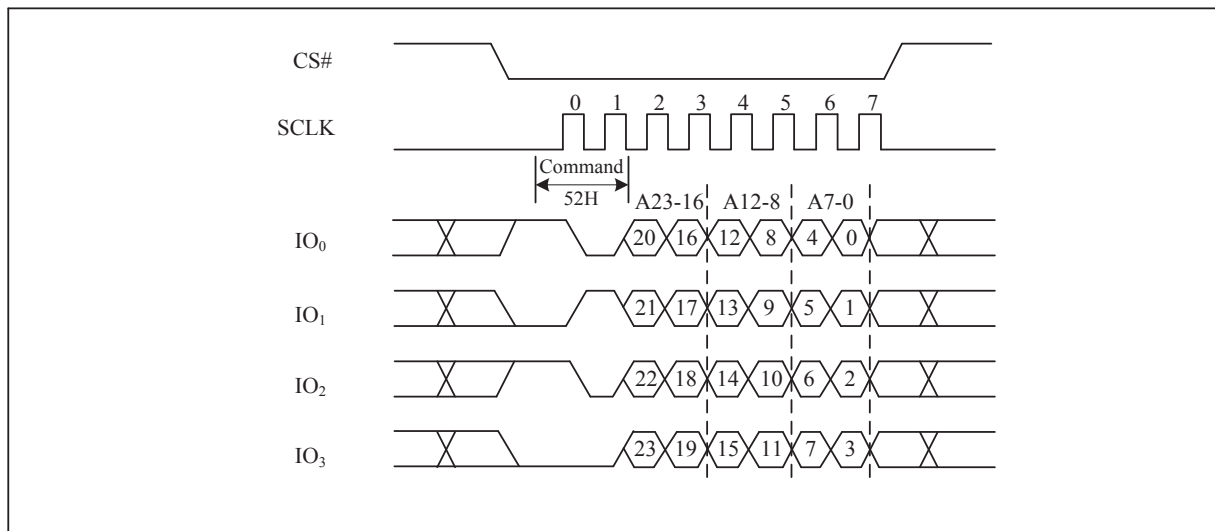 CS#
0 1 2 3 4 5 6 7
SCLK
Command
52H
A23-16 A12-8 A7-0
IO₀ 20 16 12 8 4 0
IO₁ 21 17 13 9 5 1
IO₂ 22 18 14 10 6 2
IO₃ 23 19 15 11 7 3